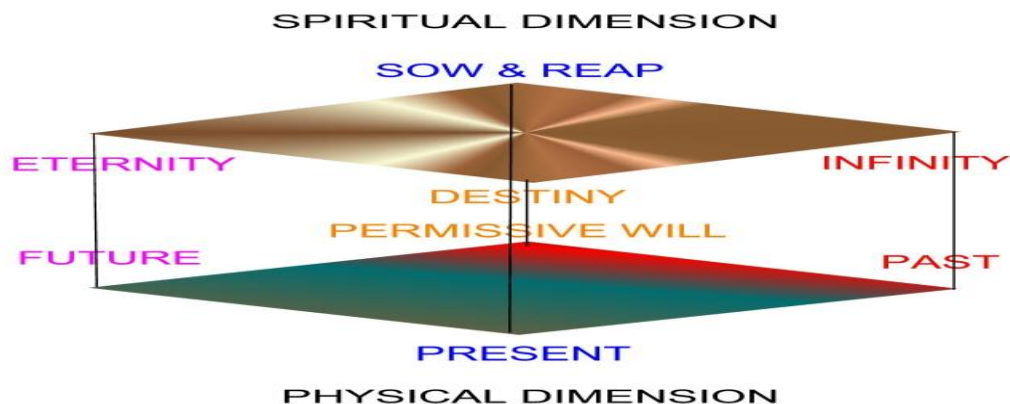 SPIRITUAL DIMENSION
SOW & REAP
ETERNITY
INFINITY
DESTINY
PERMISSIVE WILL
FUTURE
PAST
PRESENT
PHYSICAL DIMENSION